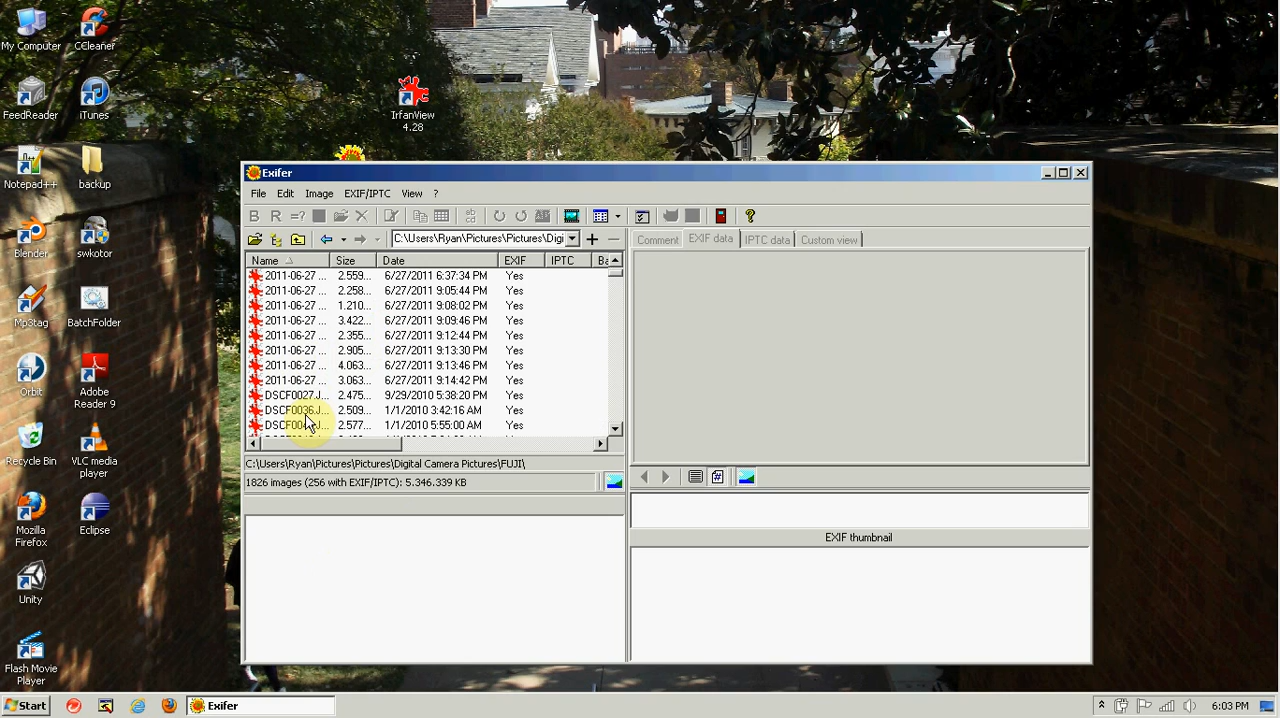 My Computer
CCleaner
FeedReader
iTunes
IrfanView
4.28
Notepad++
backup
Blender
swkotor
Mp3tag
BatchFolder
Orbit
Adobe
Reader 9
Recycle Bin
VLC media
player
Mozilla
Firefox
Eclipse
Unity
Flash Movie
Player
Exifer
File Edit Image EXIF/IPTC View ?
C:\Users\Ryan\Pictures\Pictures\Digi
Comment EXIF data IPTC data Custom view
Name Size Date EXIF IPTC Ba
2011-06-27 ... 2.559... 6/27/2011 6:37:34 PM Yes
2011-06-27 ... 2.258... 6/27/2011 9:05:44 PM Yes
2011-06-27 ... 1.210... 6/27/2011 9:08:02 PM Yes
2011-06-27 ... 3.422... 6/27/2011 9:09:46 PM Yes
2011-06-27 ... 2.355... 6/27/2011 9:12:44 PM Yes
2011-06-27 ... 2.905... 6/27/2011 9:13:30 PM Yes
2011-06-27 ... 4.063... 6/27/2011 9:13:46 PM Yes
2011-06-27 ... 3.063... 6/27/2011 9:14:42 PM Yes
DSCF0027.J... 2.475... 9/29/2010 5:38:20 PM Yes
DSCF0036.J... 2.509... 1/1/2010 3:42:16 AM Yes
2.577... 1/1/2010 5:55:00 AM Yes
C:\Users\Ryan\Pictures\Pictures\Digital Camera Pictures\FUJI\
1826 images (256 with EXIF/IPTC): 5.346.339 KB
EXIF thumbnail
Start
Exifer
6:03 PM